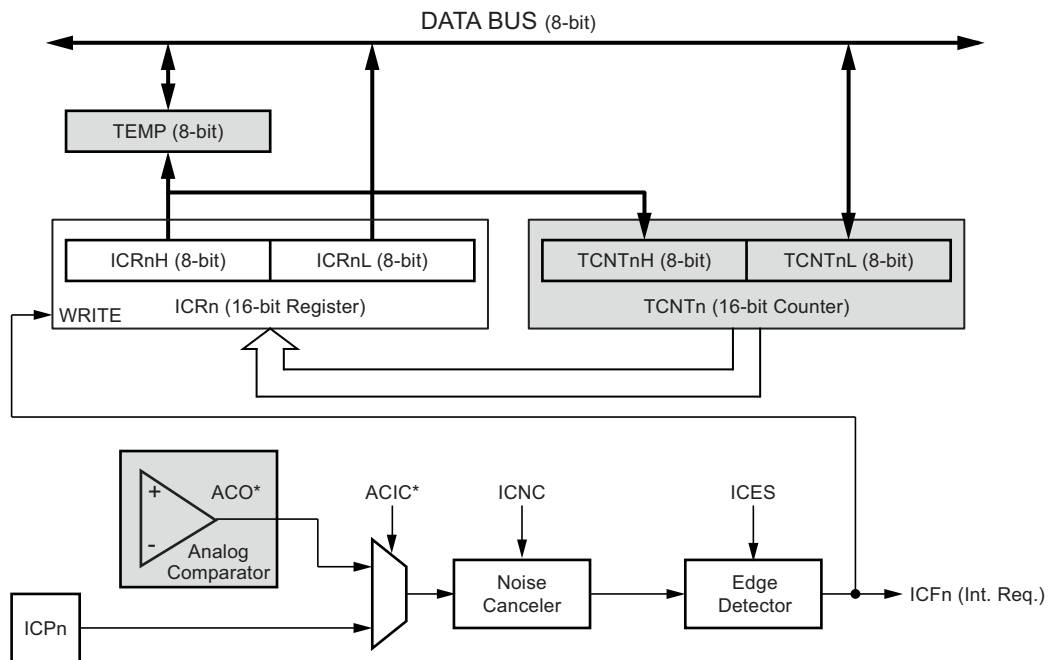 DATA BUS (8-bit)
TEMP (8-bit)
ICRnH (8-bit)
ICRnL (8-bit)
TCNTnH (8-bit)
TCNTnL (8-bit)
WRITE
ICRn (16-bit Register)
TCNTn (16-bit Counter)
+
-
ACO*
Analog
Comparator
ACIC*
ICNC
ICES
Noise
Canceler
Edge
Detector
ICFn (Int. Req.)
ICPn